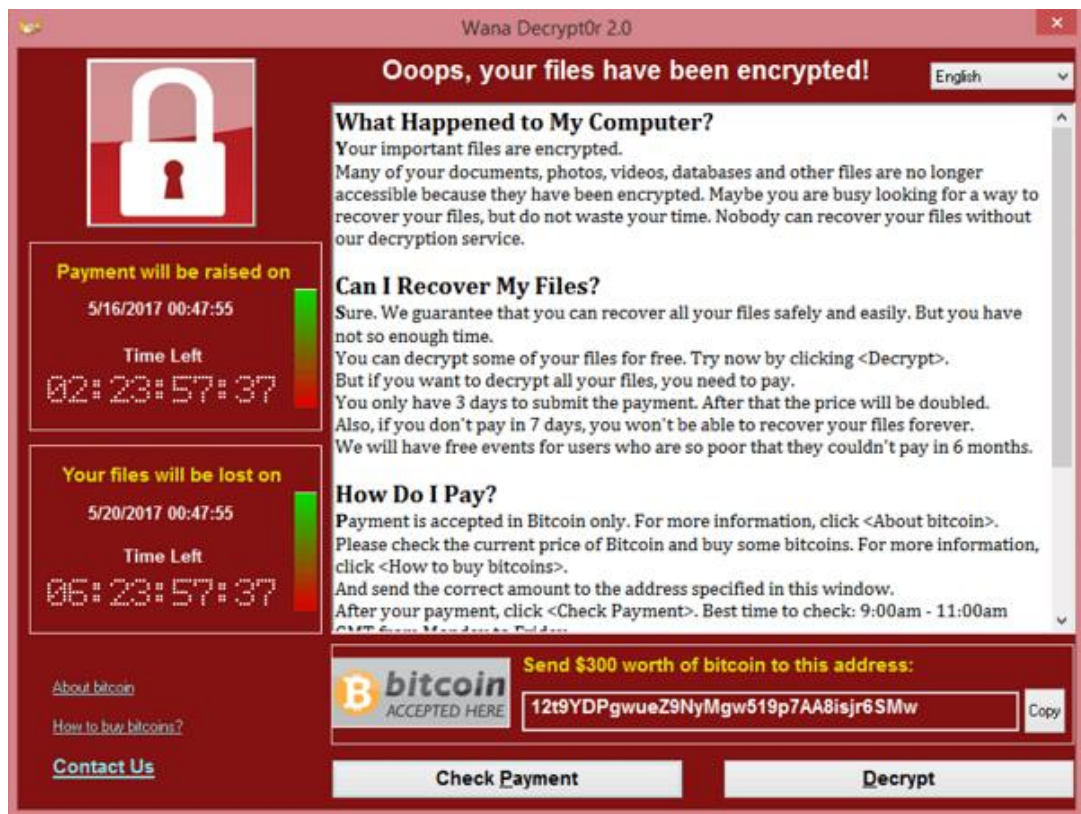 Wana Decrypt0r 2.0
Ooops, your files have been encrypted!
English
What Happened to My Computer?
Your important files are encrypted.
Many of your documents, photos, videos, databases and other files are no longer
accessible because they have been encrypted. Maybe you are busy looking for a way to
recover your files, but do not waste your time. Nobody can recover your files without
our decryption service.
Can I Recover My Files?
Sure. We guarantee that you can recover all your files safely and easily. But you have
not so enough time.
You can decrypt some of your files for free. Try now by clicking <Decrypt>.
But if you want to decrypt all your files, you need to pay.
You only have 3 days to submit the payment. After that the price will be doubled.
Also, if you don't pay in 7 days, you won't be able to recover your files forever.
We will have free events for users who are so poor that they couldn't pay in 6 months.
How Do I Pay?
Payment is accepted in Bitcoin only. For more information, click <About bitcoin>.
Please check the current price of Bitcoin and buy some bitcoins. For more information,
click <How to buy bitcoins>.
And send the correct amount to the address specified in this window.
After your payment, click <Check Payment>. Best time to check: 9:00am - 11:00am
GMT from Monday to Friday.
Payment will be raised on
5/16/2017 00:47:55
Time Left
02:23:57:37
Your files will be lost on
5/20/2017 00:47:55
Time Left
06:23:57:37
About bitcoin
How to buy bitcoins?
Contact Us
bitcoin
ACCEPTED HERE
Send $300 worth of bitcoin to this address:
12t9YDPgwueZ9NyMgw519p7AA8isjr6SMw
Copy
Check Payment
Decrypt